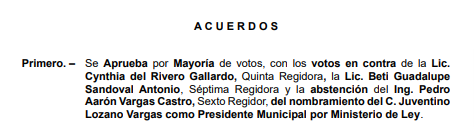 A C U E R D O S
Primero. – Se Aprueba por Mayoría de votos, con los votos en contra de la Lic.
Cynthia del Rivero Gallardo, Quinta Regidora, la Lic. Beti Guadalupe
Sandoval Antonio, Séptima Regidora y la abstención del Ing. Pedro
Aarón Vargas Castro, Sexto Regidor, del nombramiento del C. Juventino
Lozano Vargas como Presidente Municipal por Ministerio de Ley.